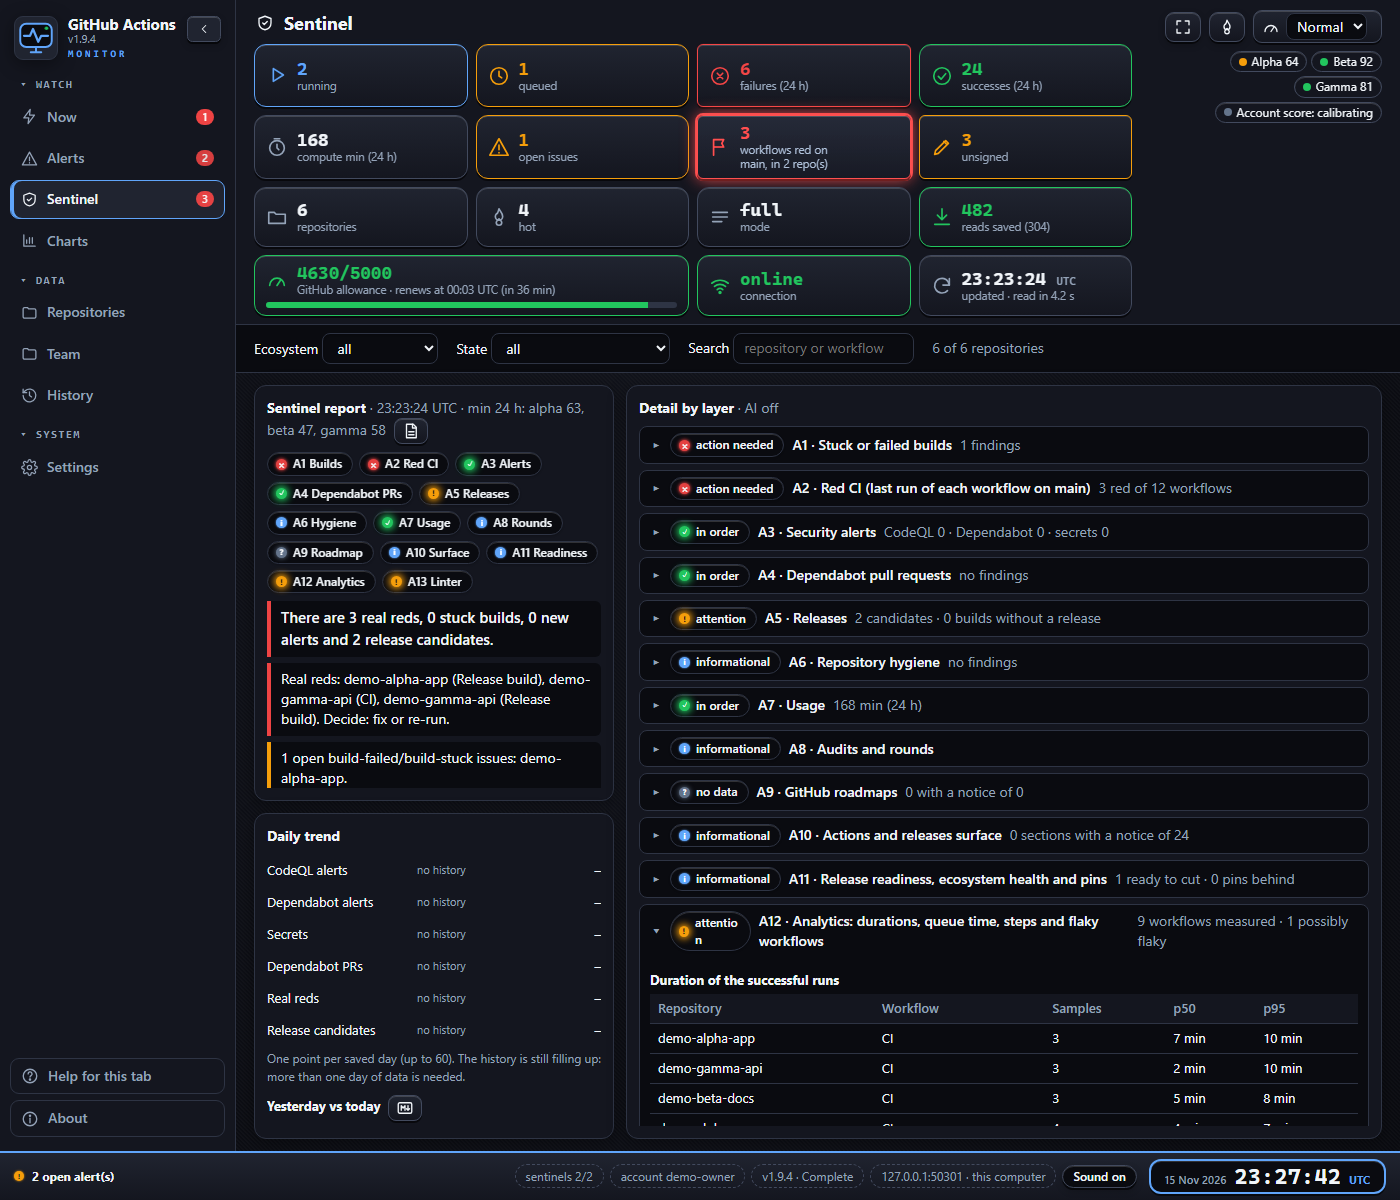 GitHub Actions
v1.9.4
MONITOR
WATCH
Now
1
Alerts
2
Sentinel
3
Charts
DATA
Repositories
Team
History
SYSTEM
Settings
Help for this tab
About
Sentinel
Normal
Alpha 64
Beta 92
Gamma 81
Account score: calibrating
2
running
1
queued
6
failures (24 h)
24
successes (24 h)
168
compute min (24 h)
1
open issues
3
workflows red on
main, in 2 repo(s)
3
unsigned
6
repositories
4
hot
full
mode
482
reads saved (304)
4630/5000
GitHub allowance · renews at 00:03 UTC (in 36 min)
online
connection
23:23:24 UTC
updated · read in 4.2 s
Ecosystem
all
State
all
Search
repository or workflow
6 of 6 repositories
Sentinel report · 23:23:24 UTC · min 24 h: alpha 63,
beta 47, gamma 58
A1 Builds
A2 Red CI
A3 Alerts
A4 Dependabot PRs
A5 Releases
A6 Hygiene
A7 Usage
A8 Rounds
A9 Roadmap
A10 Surface
A11 Readiness
A12 Analytics
A13 Linter
There are 3 real reds, 0 stuck builds, 0 new
alerts and 2 release candidates.
Real reds: demo-alpha-app (Release build), demo-
gamma-api (CI), demo-gamma-api (Release
build). Decide: fix or re-run.
1 open build-failed/build-stuck issues: demo-
alpha-app.
Daily trend
CodeQL alerts no history –
Dependabot alerts no history –
Secrets no history –
Dependabot PRs no history –
Real reds no history –
Release candidates no history –
One point per saved day (up to 60). The history is still filling up:
more than one day of data is needed.
Yesterday vs today
Detail by layer · AI off
action needed A1 · Stuck or failed builds 1 findings
action needed A2 · Red CI (last run of each workflow on main) 3 red of 12 workflows
in order A3 · Security alerts CodeQL 0 · Dependabot 0 · secrets 0
in order A4 · Dependabot pull requests no findings
attention A5 · Releases 2 candidates · 0 builds without a release
informational A6 · Repository hygiene no findings
in order A7 · Usage 168 min (24 h)
informational A8 · Audits and rounds
no data A9 · GitHub roadmaps 0 with a notice of 0
informational A10 · Actions and releases surface 0 sections with a notice of 24
informational A11 · Release readiness, ecosystem health and pins 1 ready to cut · 0 pins behind
attentio
n
A12 · Analytics: durations, queue time, steps and flaky
workflows
9 workflows measured · 1 possibly
flaky
Duration of the successful runs
Repository Workflow Samples p50 p95
demo-alpha-app CI 3 7 min 10 min
demo-gamma-api CI 3 2 min 10 min
demo-beta-docs CI 3 5 min 8 min
2 open alert(s)
sentinels 2/2
account demo-owner
v1.9.4 · Complete
127.0.0.1:50301 · this computer
Sound on
15 Nov 2026 23:27:42 UTC